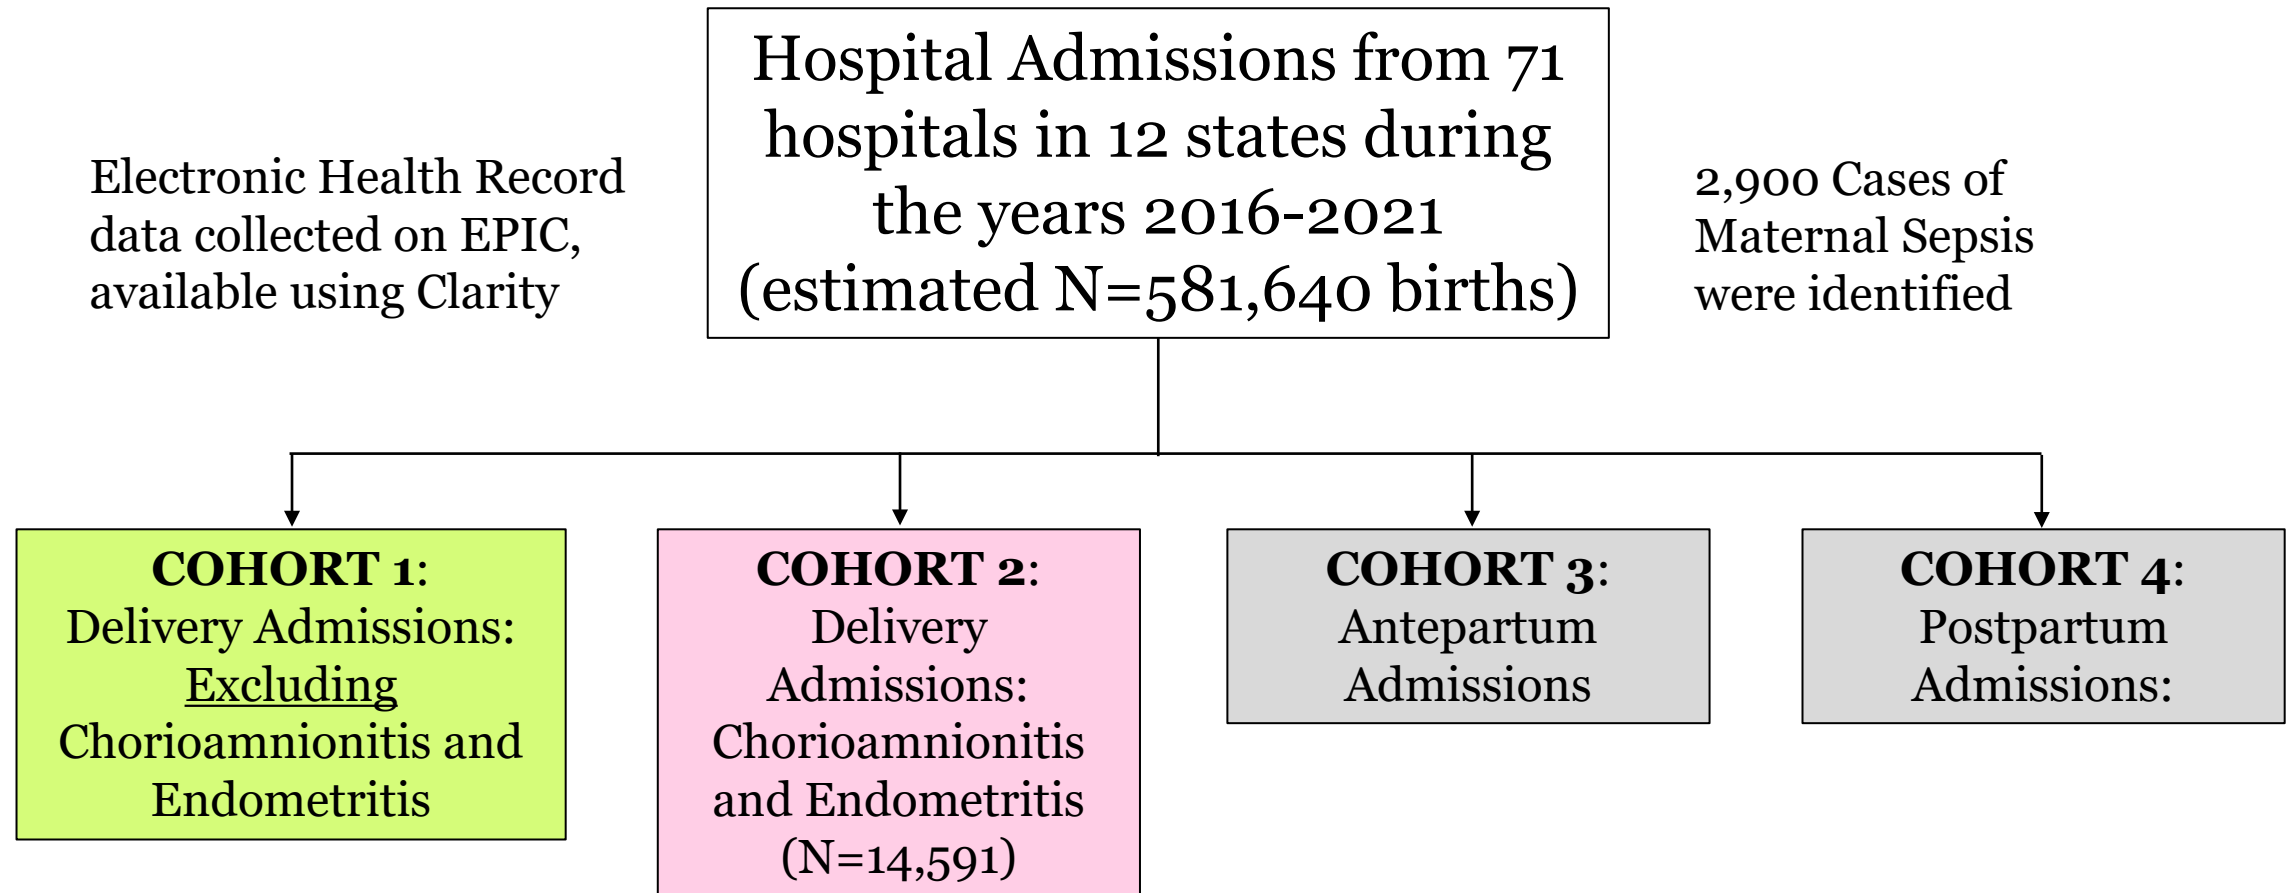 Hospital Admissions from 71
hospitals in 12 states during
the years 2016-2021
(estimated N=581,640 births)
Electronic Health Record
data collected on EPIC,
available using Clarity
2,900 Cases of
Maternal Sepsis
were identified
COHORT 1:
Delivery Admissions:
Excluding
Chorioamnionitis and
Endometritis
COHORT 2:
Delivery
Admissions:
Chorioamnionitis
and Endometritis
(N=14,591)
COHORT 3:
Antepartum
Admissions
COHORT 4:
Postpartum
Admissions: